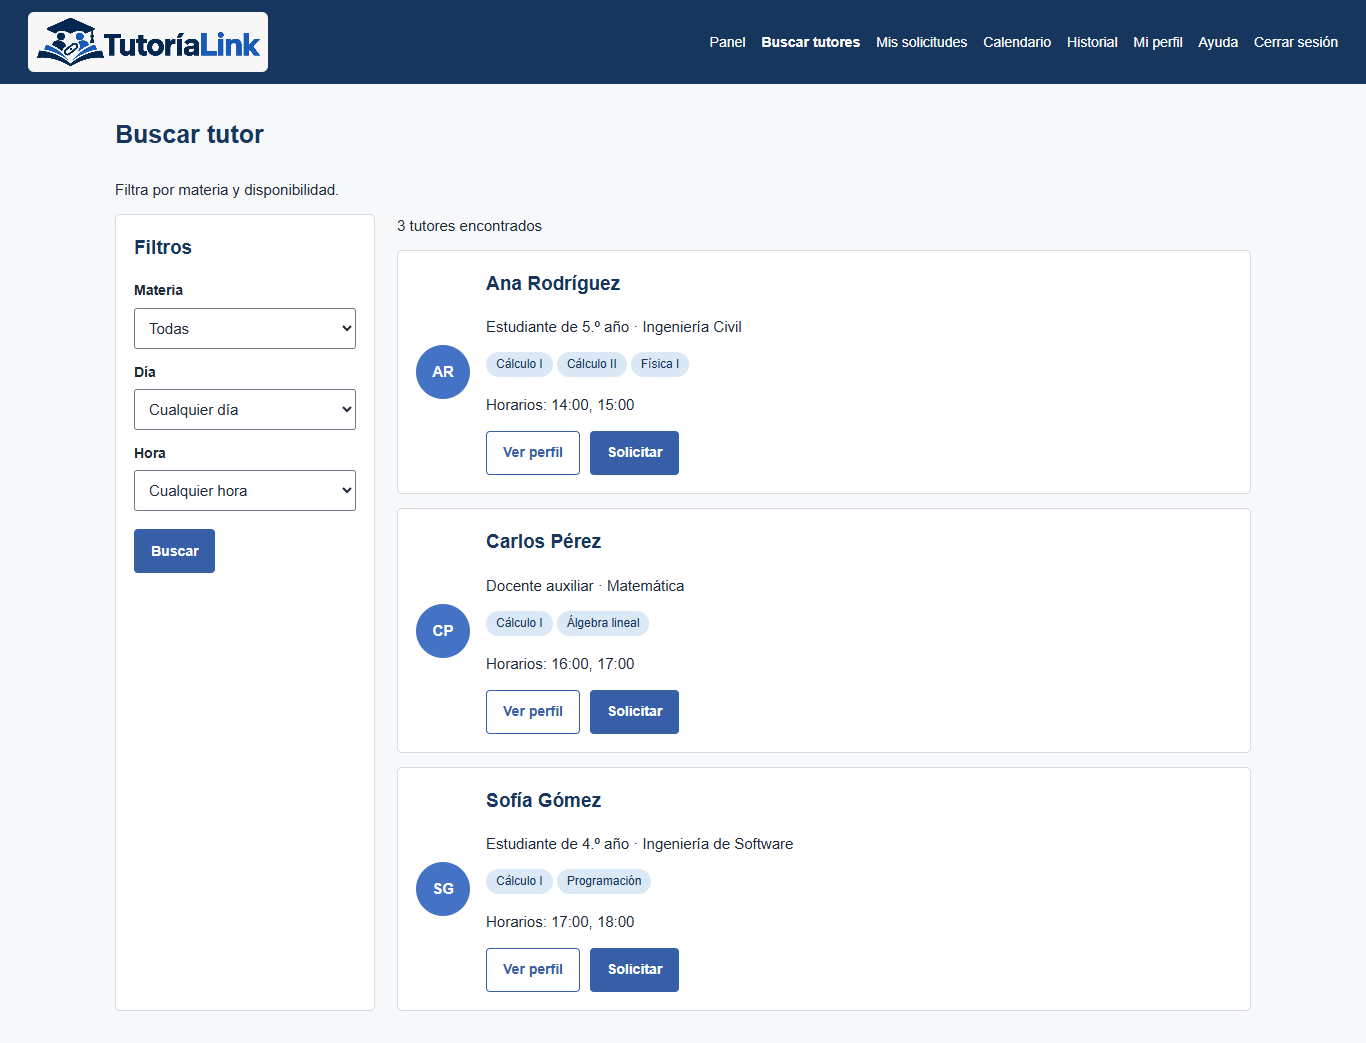 TutoríaLink
Panel Buscar tutores Mis solicitudes Calendario Historial Mi perfil Ayuda Cerrar sesión
Buscar tutor
Filtra por materia y disponibilidad.
Filtros
Materia
Todas
Día
Cualquier día
Hora
Cualquier hora
Buscar
3 tutores encontrados
AR
Ana Rodríguez
Estudiante de 5.º año · Ingeniería Civil
Cálculo I Cálculo II Física I
Horarios: 14:00, 15:00
Ver perfil Solicitar
CP
Carlos Pérez
Docente auxiliar · Matemática
Cálculo I Álgebra lineal
Horarios: 16:00, 17:00
Ver perfil Solicitar
SG
Sofía Gómez
Estudiante de 4.º año · Ingeniería de Software
Cálculo I Programación
Horarios: 17:00, 18:00
Ver perfil Solicitar